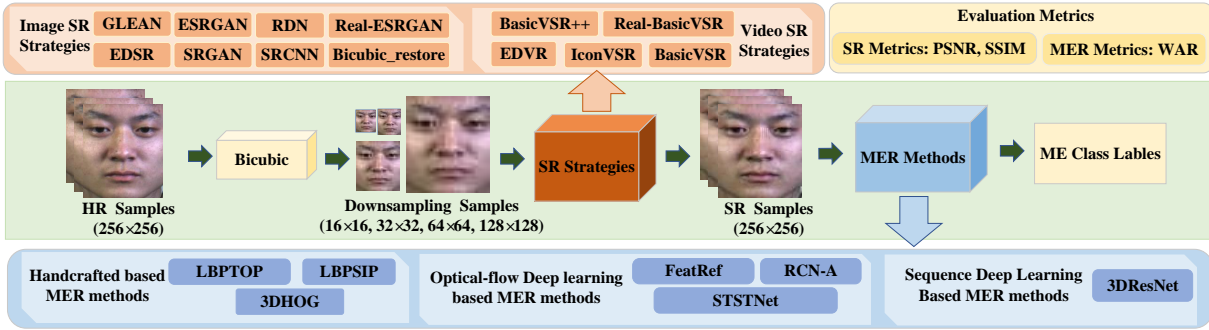 Image SR
Strategies
GLEAN
ESRGAN
RDN
Real-ESRGAN
EDSR
SRGAN
SRCNN
Bicubic_restore
BasicVSR++
Real-BasicVSR
EDVR
IconVSR
BasicVSR
Video SR
Strategies
Evaluation Metrics
SR Metrics: PSNR, SSIM
MER Metrics: WAR
HR Samples
(256×256)
Bicubic
Downsampling Samples
(16×16, 32×32, 64×64, 128×128)
SR Strategies
SR Samples
(256×256)
MER Methods
ME Class Lables
Handcrafted based
MER methods
LBPTOP
LBPSIP
3DHOG
Optical-flow Deep learning
based MER methods
FeatRef
RCN-A
STSTNet
Sequence Deep Learning
Based MER methods
3DResNet